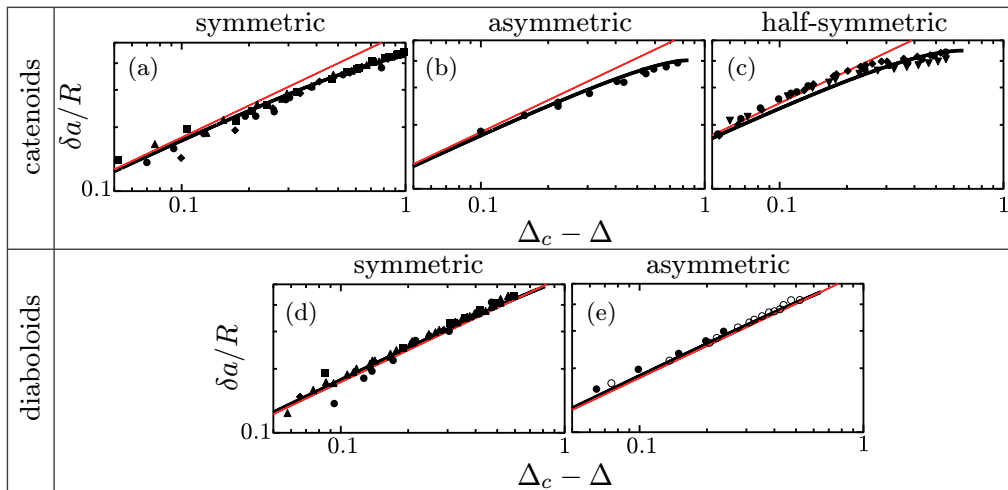 symmetric asymmetric half-symmetric
catenoids
δa/R
(a) (b) (c)
0.1
0.1 1 0.1 1 0.1 1
Δc − Δ
symmetric asymmetric
diaboloids
δa/R
(d) (e)
0.1
0.1 1 0.1 1
Δc − Δ